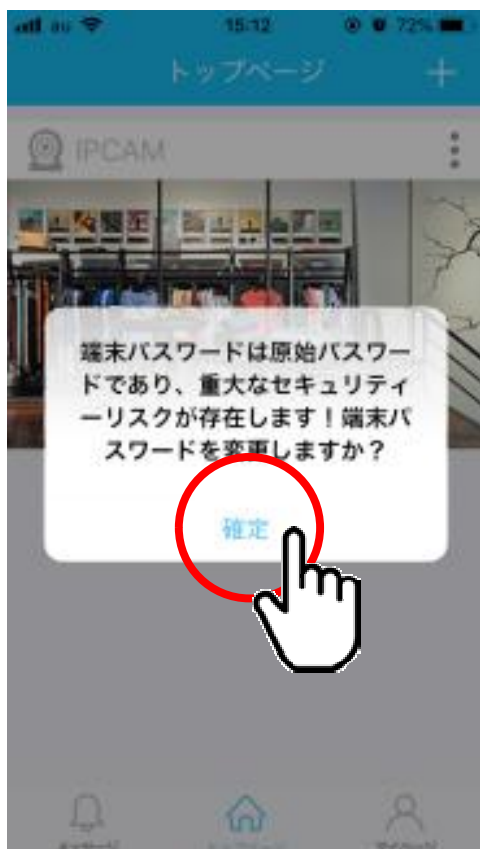 au 15:12 72%
トップページ
IPCAM
端末パスワードは原始パスワー
ドであり、重大なセキュリティ
ーリスクが存在します！端末パ
スワードを変更しますか？
確定